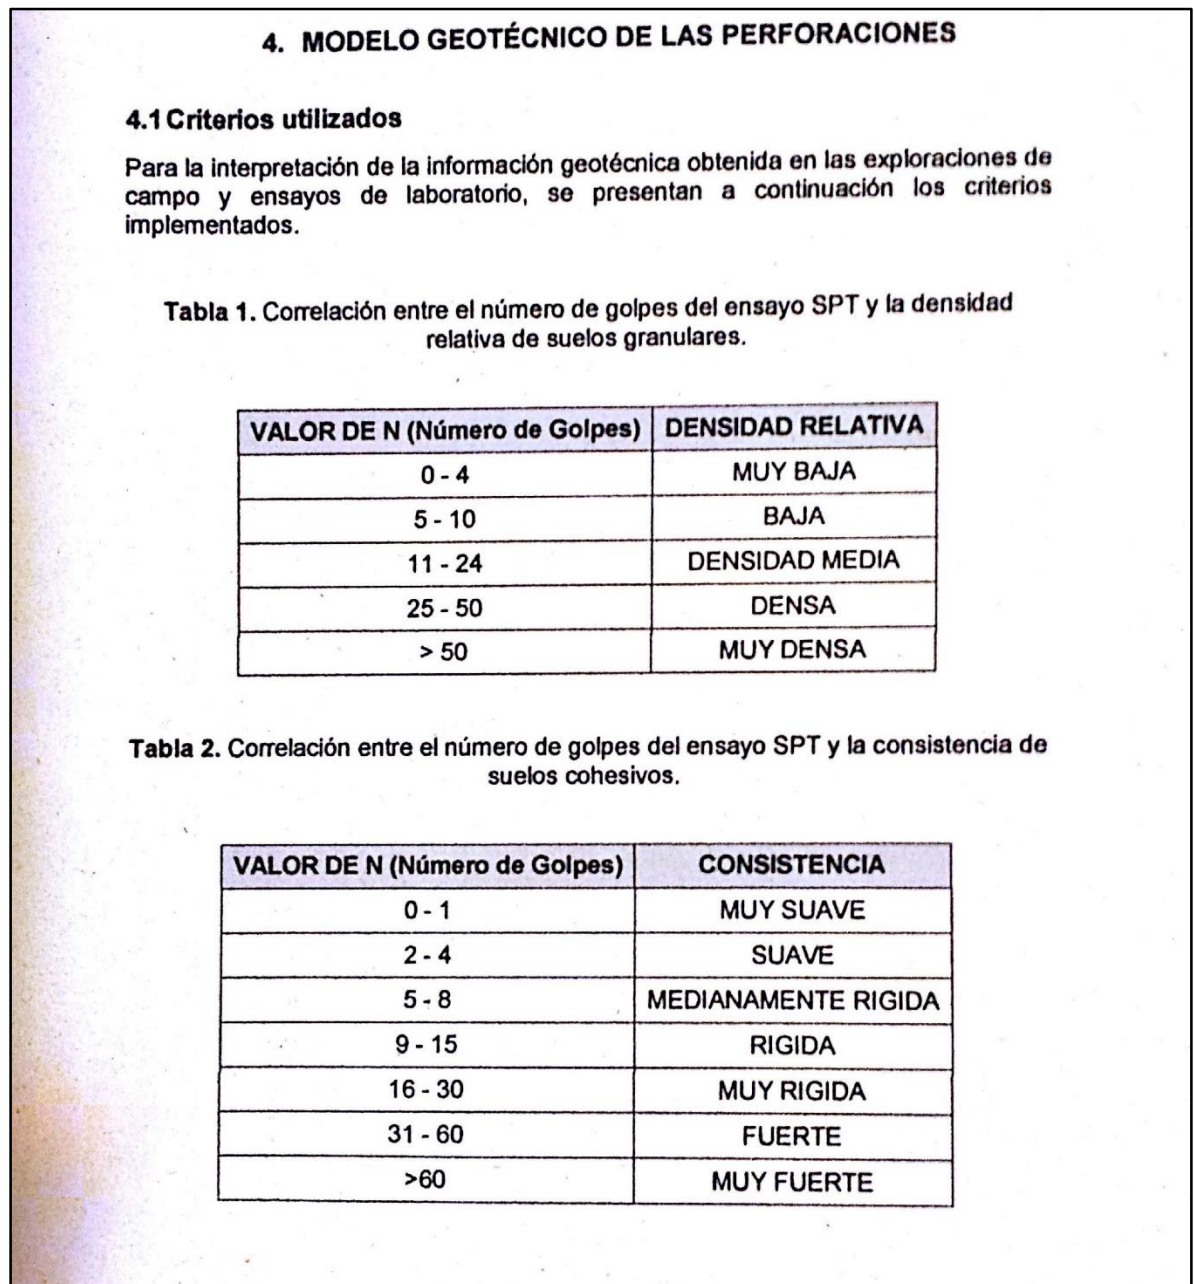 4. MODELO GEOTÉCNICO DE LAS PERFORACIONES
4.1 Criterios utilizados
Para la interpretación de la información geotécnica obtenida en las exploraciones de
campo y ensayos de laboratorio, se presentan a continuación los criterios
implementados.
Tabla 1. Correlación entre el número de golpes del ensayo SPT y la densidad
relativa de suelos granulares.
VALOR DE N (Número de Golpes) DENSIDAD RELATIVA
0 - 4 MUY BAJA
5 - 10 BAJA
11 - 24 DENSIDAD MEDIA
25 - 50 DENSA
> 50 MUY DENSA
Tabla 2. Correlación entre el número de golpes del ensayo SPT y la consistencia de
suelos cohesivos.
VALOR DE N (Número de Golpes) CONSISTENCIA
0 - 1 MUY SUAVE
2 - 4 SUAVE
5 - 8 MEDIANAMENTE RIGIDA
9 - 15 RIGIDA
16 - 30 MUY RIGIDA
31 - 60 FUERTE
>60 MUY FUERTE